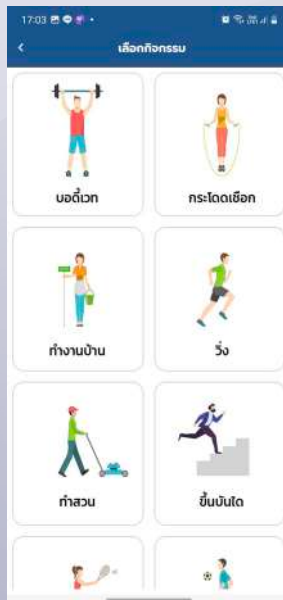 17:03
เลือกกิจกรรม
บอดี้เวท
กระโดดเชือก
ทำงานบ้าน
วิ่ง
ทำสวน
ขึ้นบันได